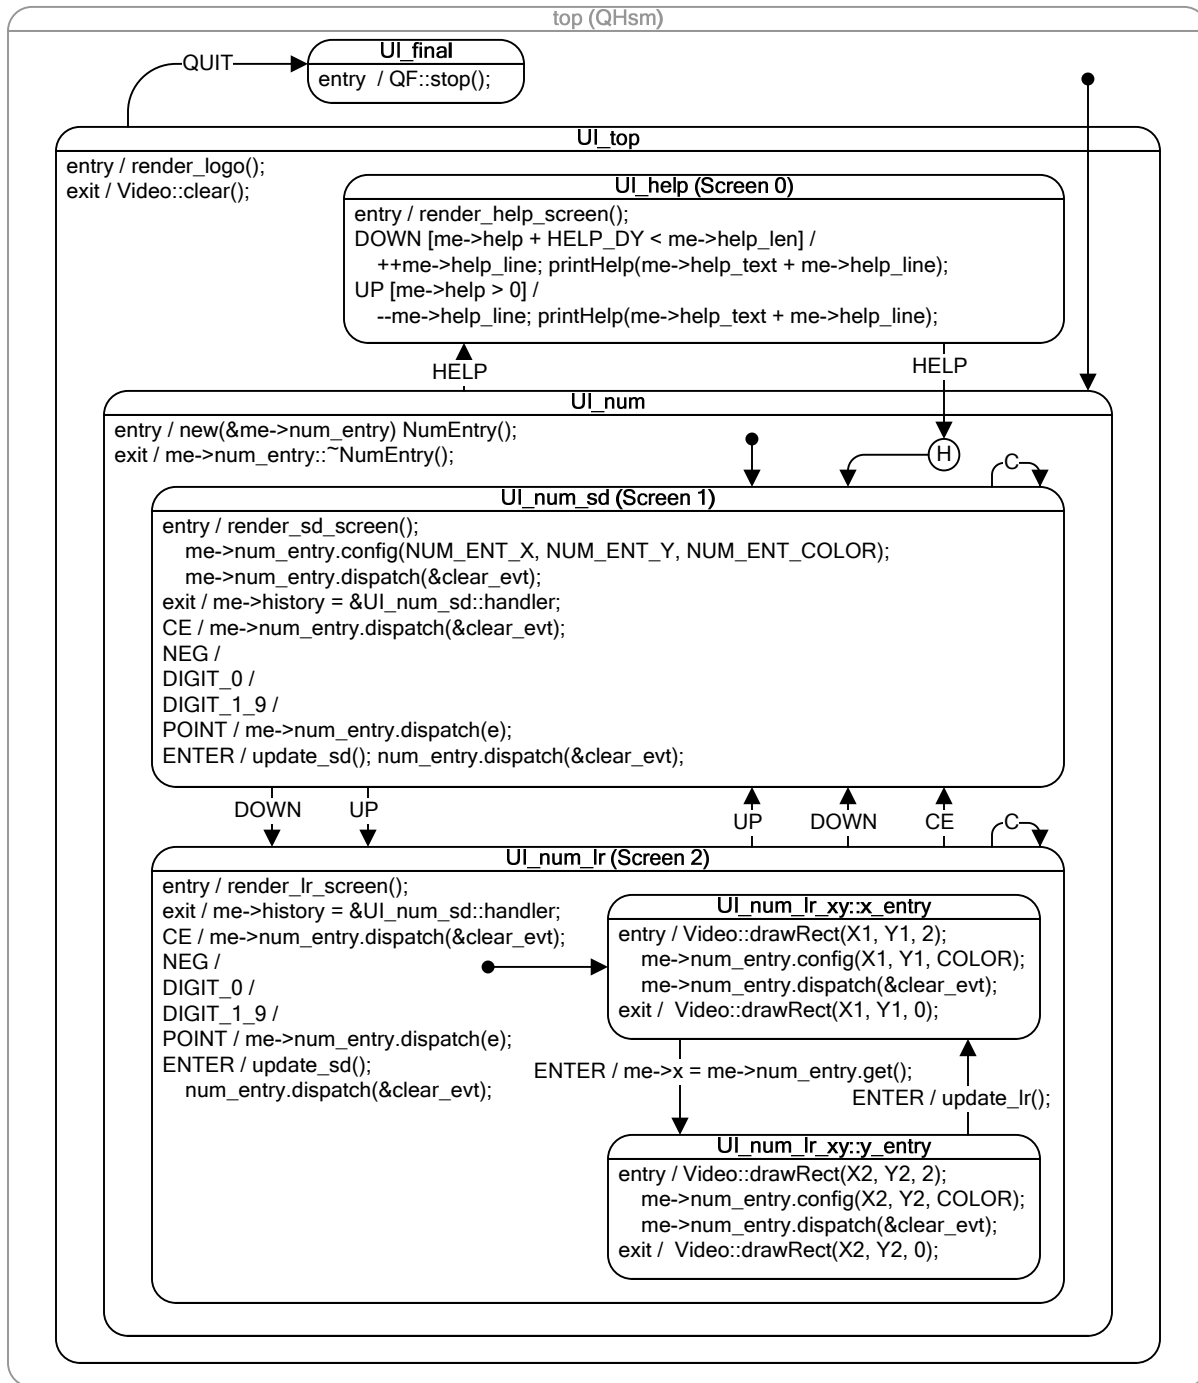 top (QHsm)
UI_final
QUIT
entry / QF::stop();
UI_top
entry / render_logo();
exit / Video::clear();
UI_help (Screen 0)
entry / render_help_screen();
DOWN [me->help + HELP_DY < me->help_len] /
++me->help_line; printHelp(me->help_text + me->help_line);
UP [me->help > 0] /
--me->help_line; printHelp(me->help_text + me->help_line);
HELP
HELP
UI_num
entry / new(&me->num_entry) NumEntry();
exit / me->num_entry::~NumEntry();
H
C
UI_num_sd (Screen 1)
entry / render_sd_screen();
me->num_entry.config(NUM_ENT_X, NUM_ENT_Y, NUM_ENT_COLOR);
me->num_entry.dispatch(&clear_evt);
exit / me->history = &UI_num_sd::handler;
CE / me->num_entry.dispatch(&clear_evt);
NEG /
DIGIT_0 /
DIGIT_1_9 /
POINT / me->num_entry.dispatch(e);
ENTER / update_sd(); num_entry.dispatch(&clear_evt);
DOWN
UP
UP
DOWN
CE
C
UI_num_lr (Screen 2)
entry / render_lr_screen();
exit / me->history = &UI_num_sd::handler;
CE / me->num_entry.dispatch(&clear_evt);
NEG /
DIGIT_0 /
DIGIT_1_9 /
POINT / me->num_entry.dispatch(e);
ENTER / update_sd();
num_entry.dispatch(&clear_evt);
UI_num_lr_xy::x_entry
entry / Video::drawRect(X1, Y1, 2);
me->num_entry.config(X1, Y1, COLOR);
me->num_entry.dispatch(&clear_evt);
exit / Video::drawRect(X1, Y1, 0);
ENTER / me->x = me->num_entry.get();
ENTER / update_lr();
UI_num_lr_xy::y_entry
entry / Video::drawRect(X2, Y2, 2);
me->num_entry.config(X2, Y2, COLOR);
me->num_entry.dispatch(&clear_evt);
exit / Video::drawRect(X2, Y2, 0);